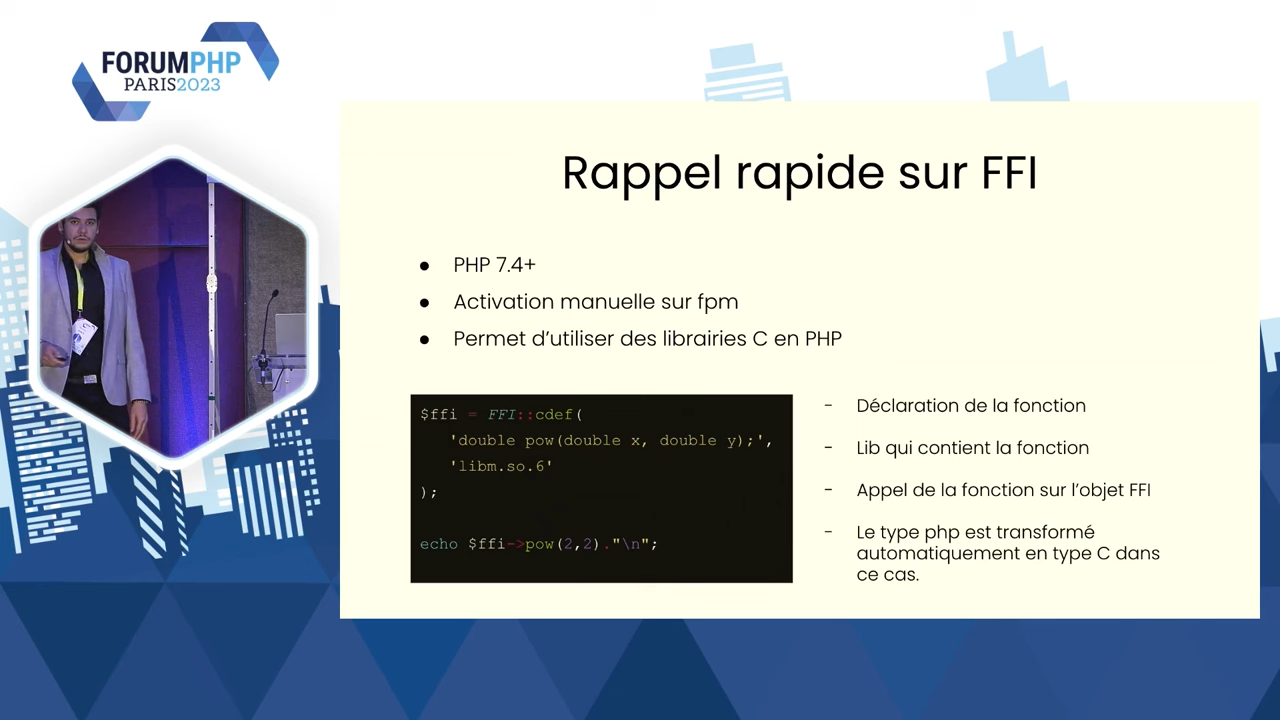 FORUMPHP
PARIS2023
Rappel rapide sur FFI
● PHP 7.4+
● Activation manuelle sur fpm
● Permet d’utiliser des librairies C en PHP
$ffi = FFI::cdef(
'double pow(double x, double y);',
'libm.so.6'
);
echo $ffi->pow(2,2)."\n";
- Déclaration de la fonction
- Lib qui contient la fonction
- Appel de la fonction sur l’objet FFI
- Le type php est transformé
automatiquement en type C dans
ce cas.